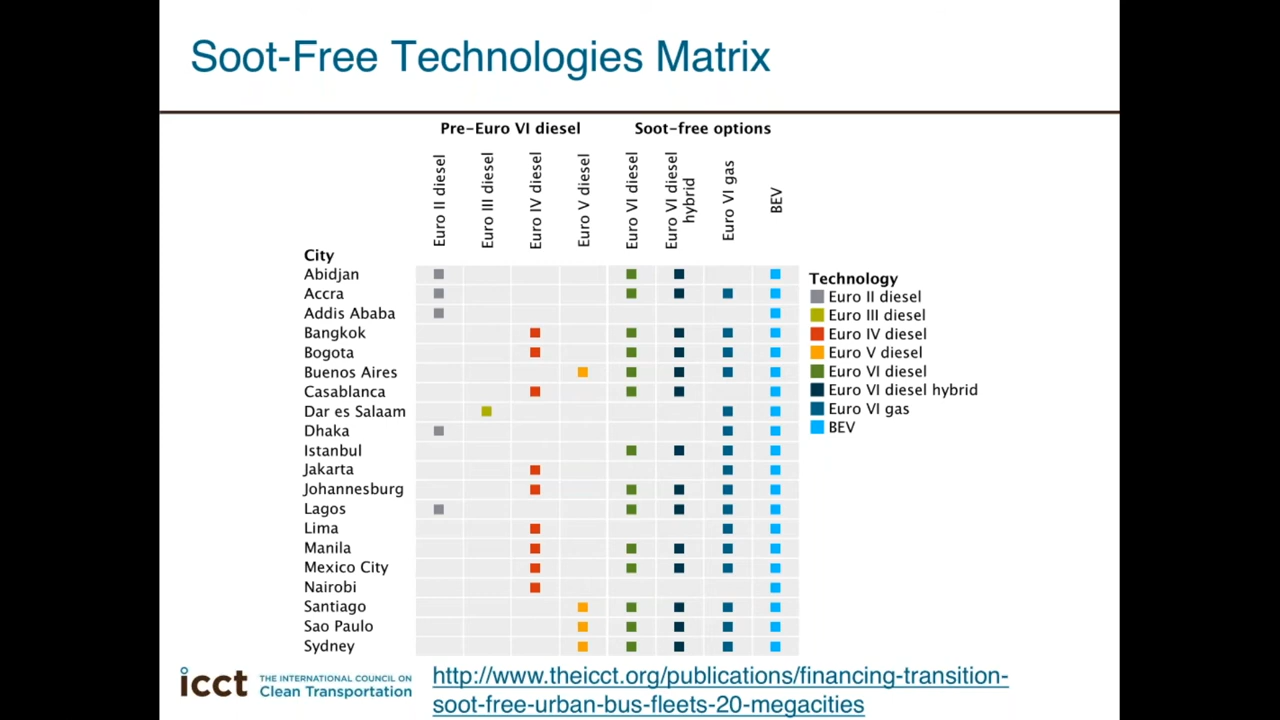 Soot-Free Technologies Matrix
Pre-Euro VI diesel
Soot-free options
Euro II diesel
Euro III diesel
Euro IV diesel
Euro V diesel
Euro VI diesel
Euro VI diesel
hybrid
Euro VI gas
BEV
City
Abidjan
Accra
Addis Ababa
Bangkok
Bogota
Buenos Aires
Casablanca
Dar es Salaam
Dhaka
Istanbul
Jakarta
Johannesburg
Lagos
Lima
Manila
Mexico City
Nairobi
Santiago
Sao Paulo
Sydney
Technology
Euro II diesel
Euro III diesel
Euro IV diesel
Euro V diesel
Euro VI diesel
Euro VI diesel hybrid
Euro VI gas
BEV
icct
THE INTERNATIONAL COUNCIL ON
Clean Transportation
http://www.theicct.org/publications/financing-transition-
soot-free-urban-bus-fleets-20-megacities